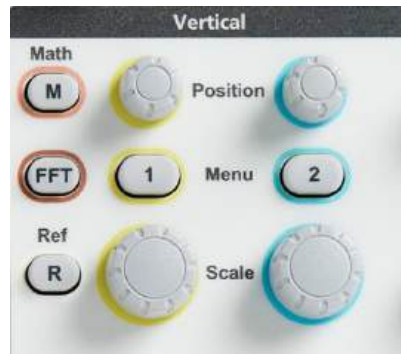 Vertical
Math
M
Position
FFT
1
Menu
2
Ref
R
Scale